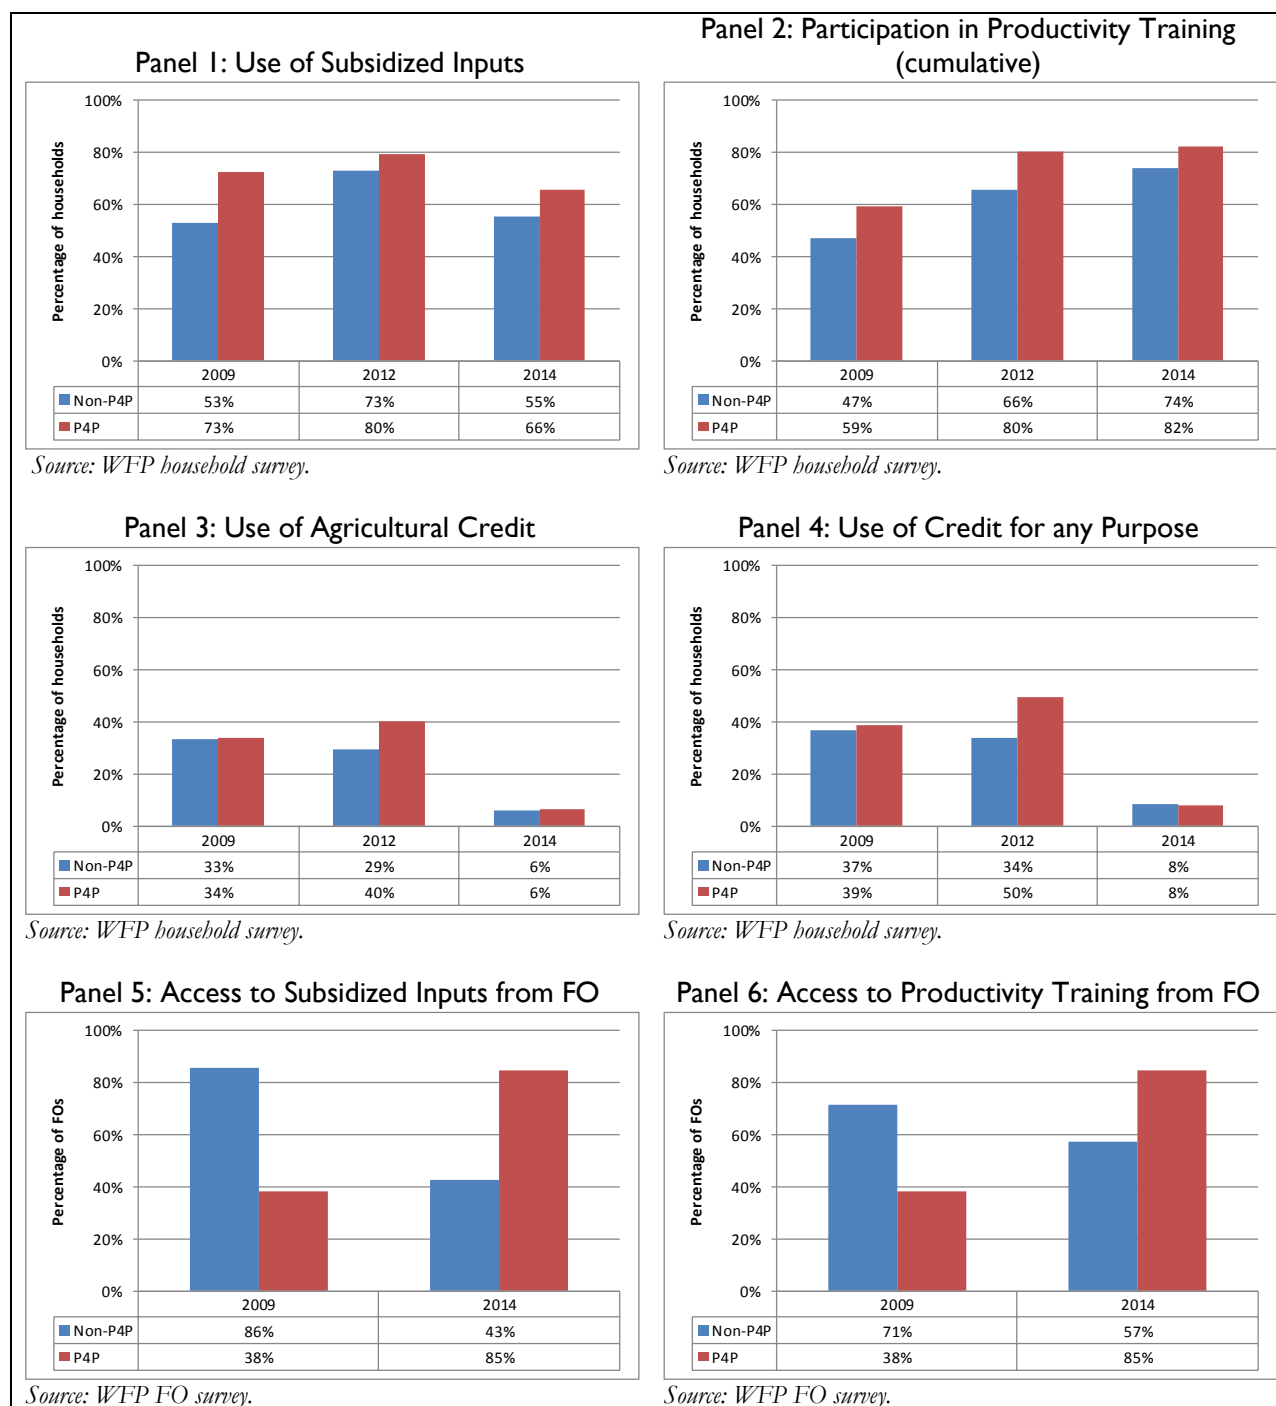 Panel 1: Use of Subsidized Inputs
Percentage of households
100%
80%
60%
40%
20%
0%
2009 2012 2014
Non-P4P 53% 73% 55%
P4P 73% 80% 66%
Source: WFP household survey.
Panel 2: Participation in Productivity Training
(cumulative)
Percentage of households
100%
80%
60%
40%
20%
0%
2009 2012 2014
Non-P4P 47% 66% 74%
P4P 59% 80% 82%
Source: WFP household survey.
Panel 3: Use of Agricultural Credit
Percentage of households
100%
80%
60%
40%
20%
0%
2009 2012 2014
Non-P4P 33% 29% 6%
P4P 34% 40% 6%
Source: WFP household survey.
Panel 4: Use of Credit for any Purpose
Percentage of households
100%
80%
60%
40%
20%
0%
2009 2012 2014
Non-P4P 37% 34% 8%
P4P 39% 50% 8%
Source: WFP household survey.
Panel 5: Access to Subsidized Inputs from FO
Percentage of FOs
100%
80%
60%
40%
20%
0%
2009 2014
Non-P4P 86% 43%
P4P 38% 85%
Source: WFP FO survey.
Panel 6: Access to Productivity Training from FO
Percentage of FOs
100%
80%
60%
40%
20%
0%
2009 2014
Non-P4P 71% 57%
P4P 38% 85%
Source: WFP FO survey.